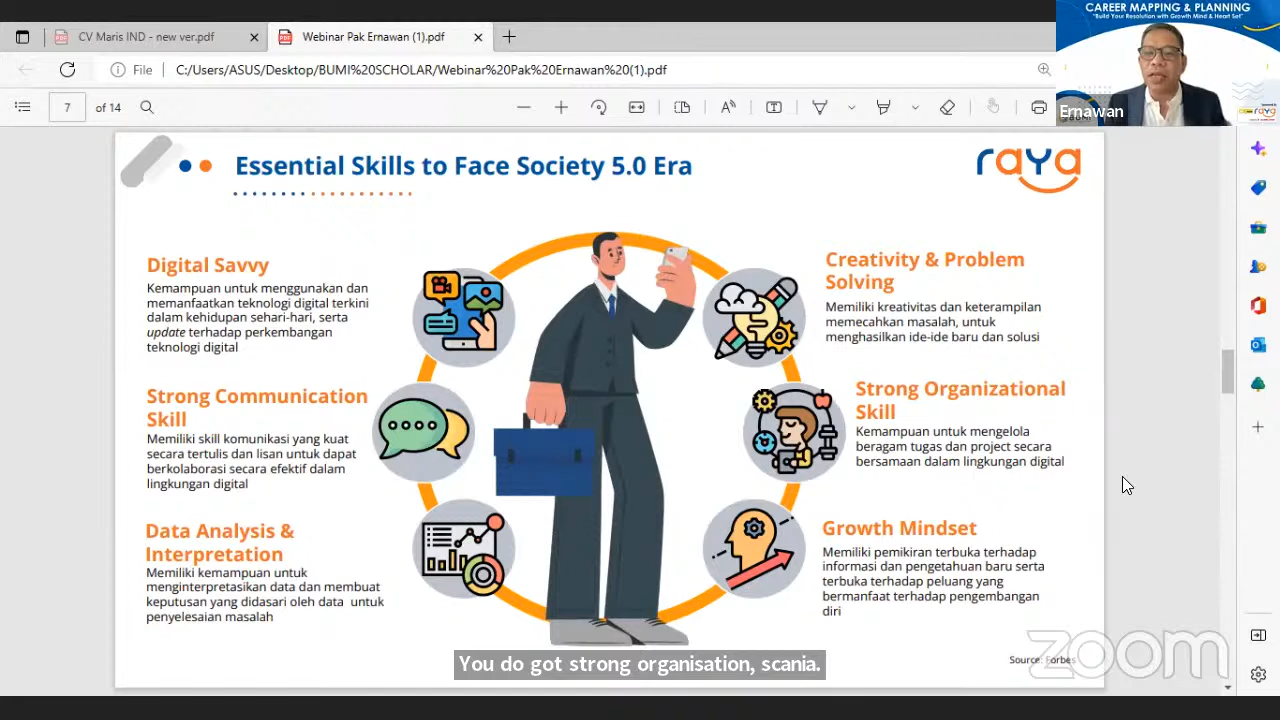 CV Maris IND - new ver.pdf
Webinar Pak Ernawan (1).pdf
File
C:/Users/ASUS/Desktop/BUMI%20SCHOLAR/Webinar%20Pak%20Ernawan%20(1).pdf
7 of 14
CAREER MAPPING & PLANNING
"Build Your Resolution with Growth Mind & Heart Set"
Ernawan
raya
Essential Skills to Face Society 5.0 Era
raya
Digital Savvy
Kemampuan untuk menggunakan dan
memanfaatkan teknologi digital terkini
dalam kehidupan sehari-hari, serta
update terhadap perkembangan
teknologi digital
Strong Communication
Skill
Memiliki skill komunikasi yang kuat
secara tertulis dan lisan untuk dapat
berkolaborasi secara efektif dalam
lingkungan digital
Data Analysis &
Interpretation
Memiliki kemampuan untuk
menginterpretasikan data dan membuat
keputusan yang didasari oleh data untuk
penyelesaian masalah
Creativity & Problem
Solving
Memiliki kreativitas dan keterampilan
memecahkan masalah, untuk
menghasilkan ide-ide baru dan solusi
Strong Organizational
Skill
Kemampuan untuk mengelola
beragam tugas dan project secara
bersamaan dalam lingkungan digital
Growth Mindset
Memiliki pemikiran terbuka terhadap
informasi dan pengetahuan baru serta
terbuka terhadap peluang yang
bermanfaat terhadap pengembangan
diri
Source: Forbes
zoom
You do got strong organisation, scania.